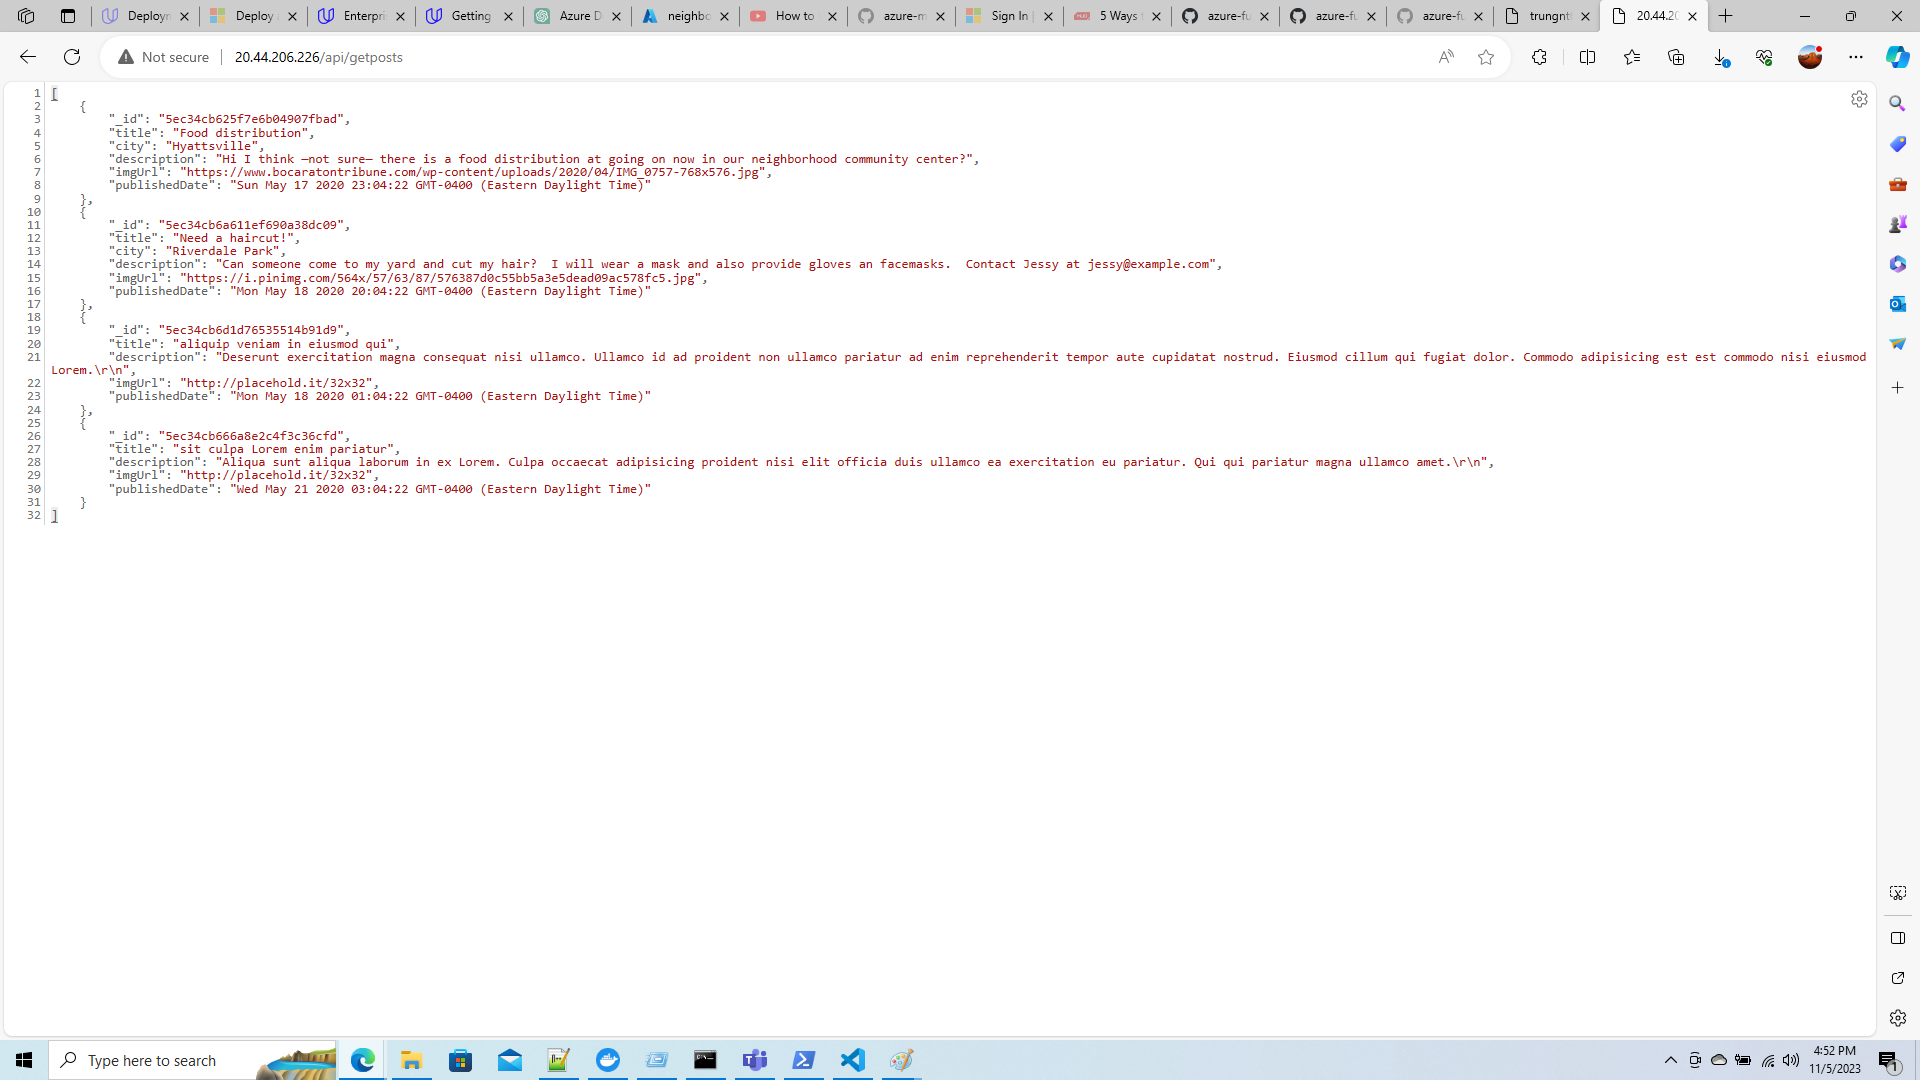 Deployn
Deploy a
Enterpris
Getting
Azure D
neighbo
How to
azure-m
Sign In |
5 Ways
azure-fu
azure-fu
azure-fu
trungntt
20.44.20
Not secure
20.44.206.226/api/getposts
1 [
2 {
3 "_id": "5ec34cb625f7e6b04907fbad",
4 "title": "Food distribution",
5 "city": "Hyattsville",
6 "description": "Hi I think —not sure— there is a food distribution at going on now in our neighborhood community center?",
7 "imgUrl": "https://www.bocaratontribune.com/wp-content/uploads/2020/04/IMG_0757-768x576.jpg",
8 "publishedDate": "Sun May 17 2020 23:04:22 GMT-0400 (Eastern Daylight Time)"
9 },
10 {
11 "_id": "5ec34cb6a611ef690a38dc09",
12 "title": "Need a haircut!",
13 "city": "Riverdale Park",
14 "description": "Can someone come to my yard and cut my hair?  I will wear a mask and also provide gloves an facemasks.  Contact Jessy at jessy@example.com",
15 "imgUrl": "https://i.pinimg.com/564x/57/63/87/576387d0c55bb5a3e5dead09ac578fc5.jpg",
16 "publishedDate": "Mon May 18 2020 20:04:22 GMT-0400 (Eastern Daylight Time)"
17 },
18 {
19 "_id": "5ec34cb6d1d76535514b91d9",
20 "title": "aliquip veniam in eiusmod qui",
21 "description": "Deserunt exercitation magna consequat nisi ullamco. Ullamco id ad proident non ullamco pariatur ad enim reprehenderit tempor aute cupidatat nostrud. Eiusmod cillum qui fugiat dolor. Commodo adipisicing est est commodo nisi eiusmod
Lorem.\r\n",
22 "imgUrl": "http://placehold.it/32x32",
23 "publishedDate": "Mon May 18 2020 01:04:22 GMT-0400 (Eastern Daylight Time)"
24 },
25 {
26 "_id": "5ec34cb666a8e2c4f3c36cfd",
27 "title": "sit culpa Lorem enim pariatur",
28 "description": "Aliqua sunt aliqua laborum in ex Lorem. Culpa occaecat adipisicing proident nisi elit officia duis ullamco ea exercitation eu pariatur. Qui qui pariatur magna ullamco amet.\r\n",
29 "imgUrl": "http://placehold.it/32x32",
30 "publishedDate": "Wed May 21 2020 03:04:22 GMT-0400 (Eastern Daylight Time)"
31 }
32 ]
Type here to search
4:52 PM
11/5/2023
1